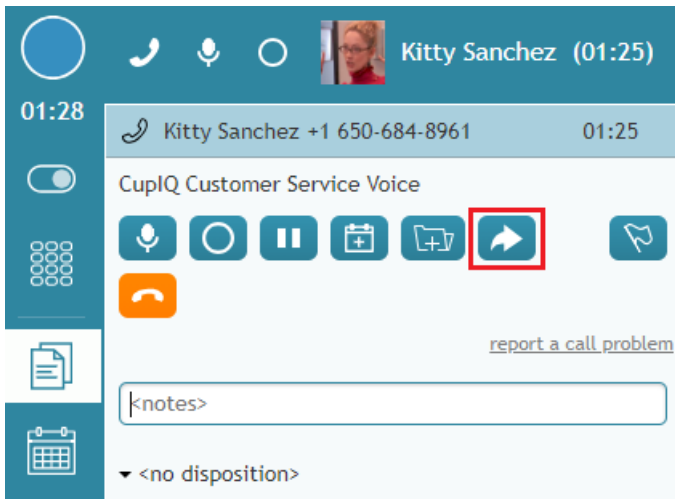 Kitty Sanchez (01:25)
01:28
Kitty Sanchez +1 650-684-8961 01:25
CupIQ Customer Service Voice
report a call problem
<notes>
<no disposition>